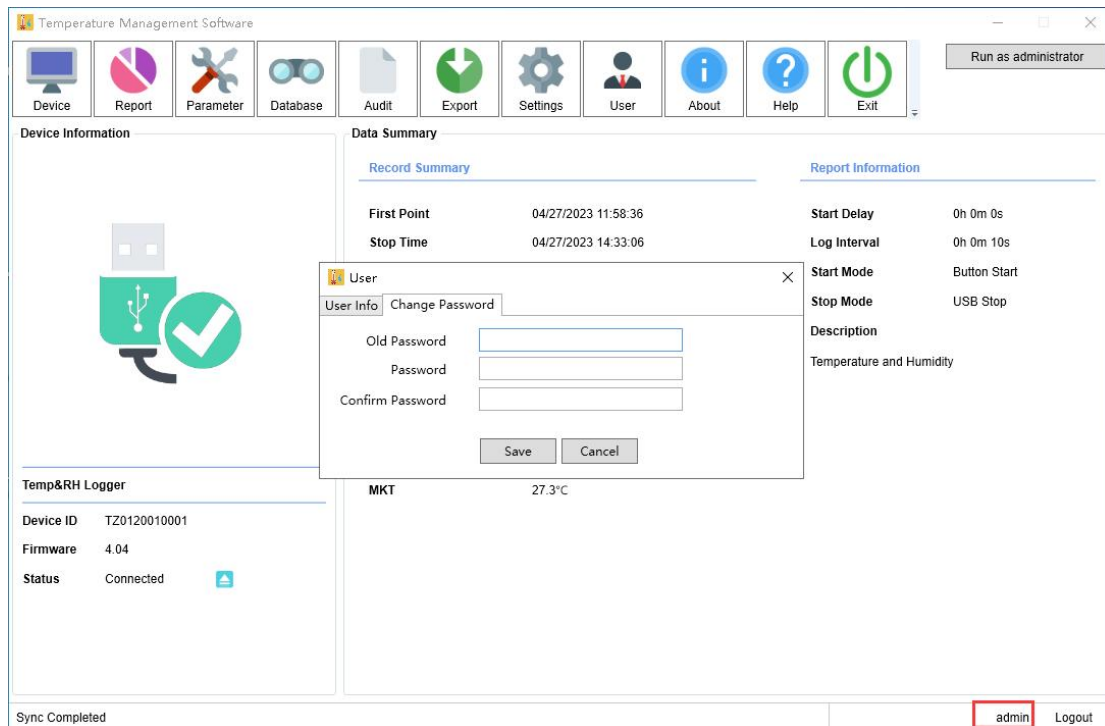 Temperature Management Software
Device Report Parameter Database Audit Export Settings User About Help Exit
Run as administrator
Device Information
Data Summary
Record Summary
Report Information
First Point 04/27/2023 11:58:36
Start Delay 0h 0m 0s
Stop Time 04/27/2023 14:33:06
Log Interval 0h 0m 10s
Start Mode Button Start
Stop Mode USB Stop
Description
Temperature and Humidity
User
User Info Change Password
Old Password
Password
Confirm Password
Save Cancel
MKT 27.3°C
Temp&RH Logger
Device ID TZ0120010001
Firmware 4.04
Status Connected
Sync Completed
admin Logout